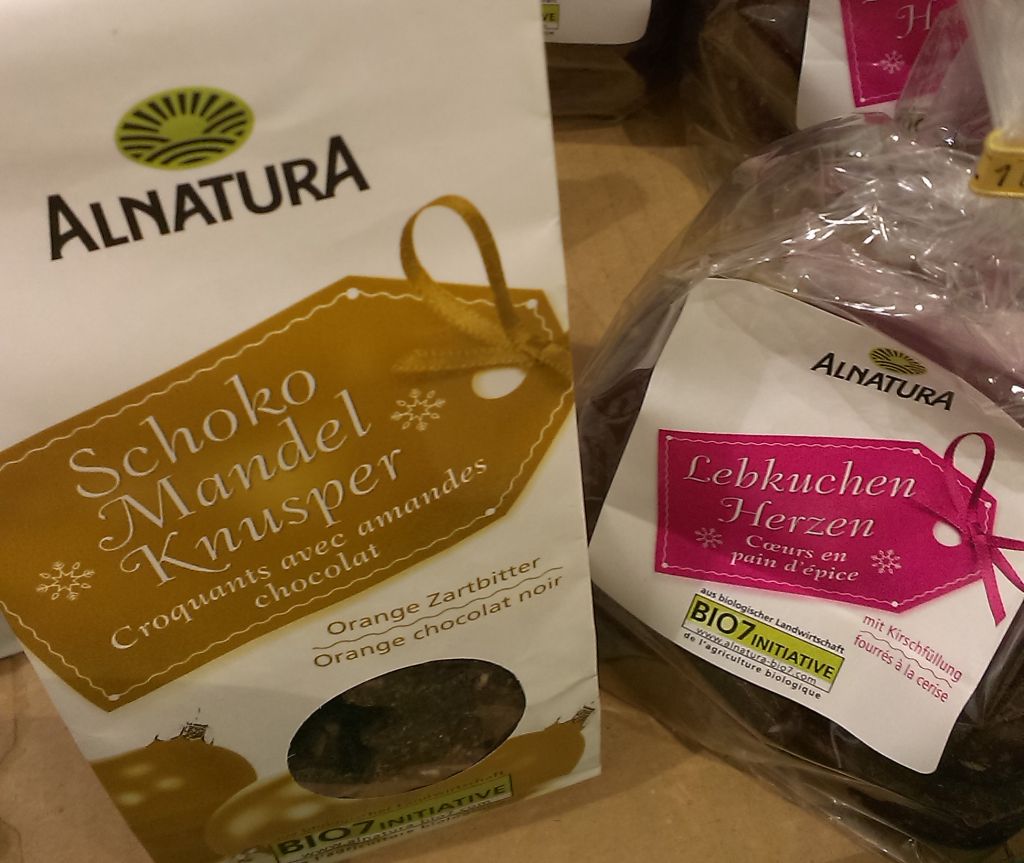 ALNATURA
Schoko
Mandel
Knusper
Croquants avec amandes
chocolat
Orange Zartbitter
Orange chocolat noir
BIO7INITIATIVE
ALNATURA
Lebkuchen
Herzen
Cœurs en
pain d'épice
mit Kirschfüllung
fourrés à la cerise
aus biologischer Landwirtschaft
BIO7INITIATIVE
www.alnatura-bio7.com
de l'agriculture biologique
H